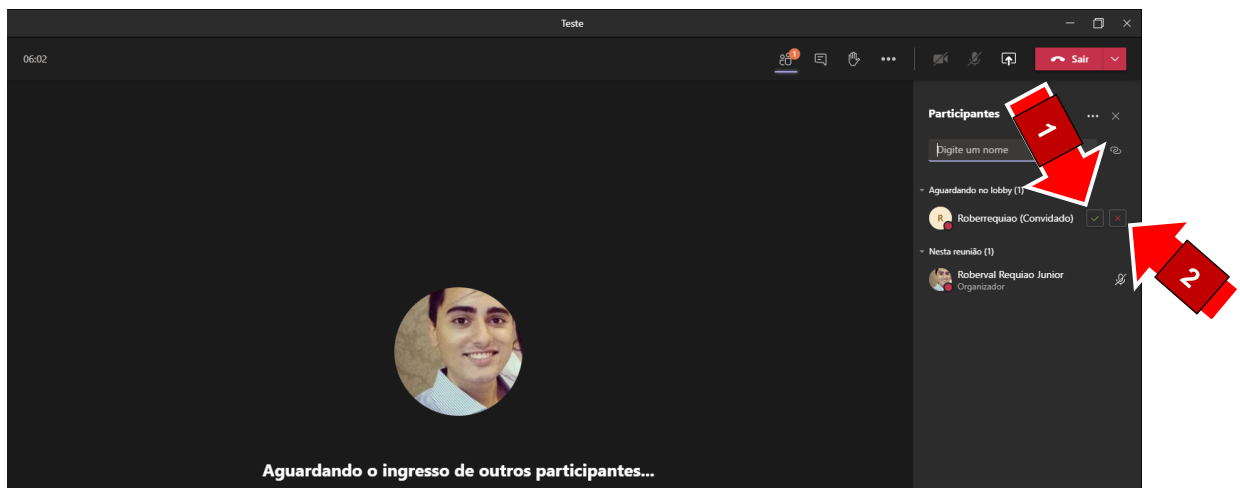 Teste
06:02
1
Sair
Participantes
Digite um nome
Aguardando no lobby (1)
R
Roberrequiao (Convidado)
Nesta reunião (1)
Roberval Requiao Junior
Organizador
Aguardando o ingresso de outros participantes...
1
2